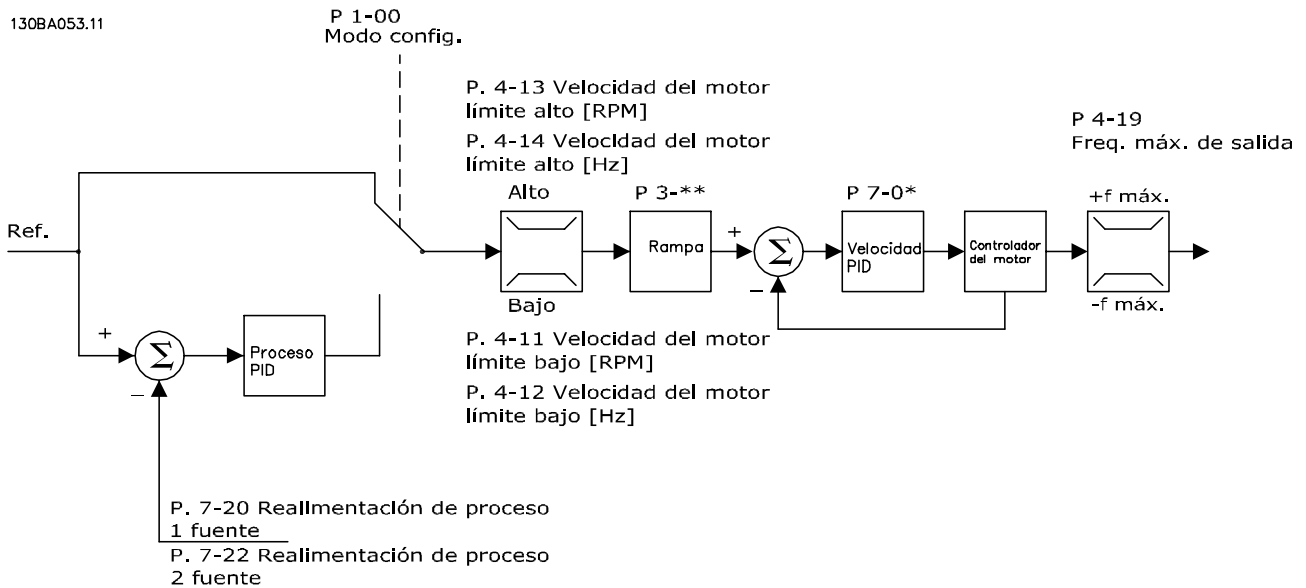 130BA053.11
P 1-00
Modo config.
P. 4-13 Velocidad del motor
límite alto [RPM]
P. 4-14 Velocidad del motor
límite alto [Hz]
P 4-19
Freq. máx. de salida
Alto
P 3-**
P 7-0*
+f máx.
Ref.
+
Σ
−
Rampa
Velocidad
PID
Controlador
del motor
Bajo
-f máx.
+
Σ
−
Proceso
PID
P. 4-11 Velocidad del motor
límite bajo [RPM]
P. 4-12 Velocidad del motor
límite bajo [Hz]
P. 7-20 Realimentación de proceso
1 fuente
P. 7-22 Realimentación de proceso
2 fuente